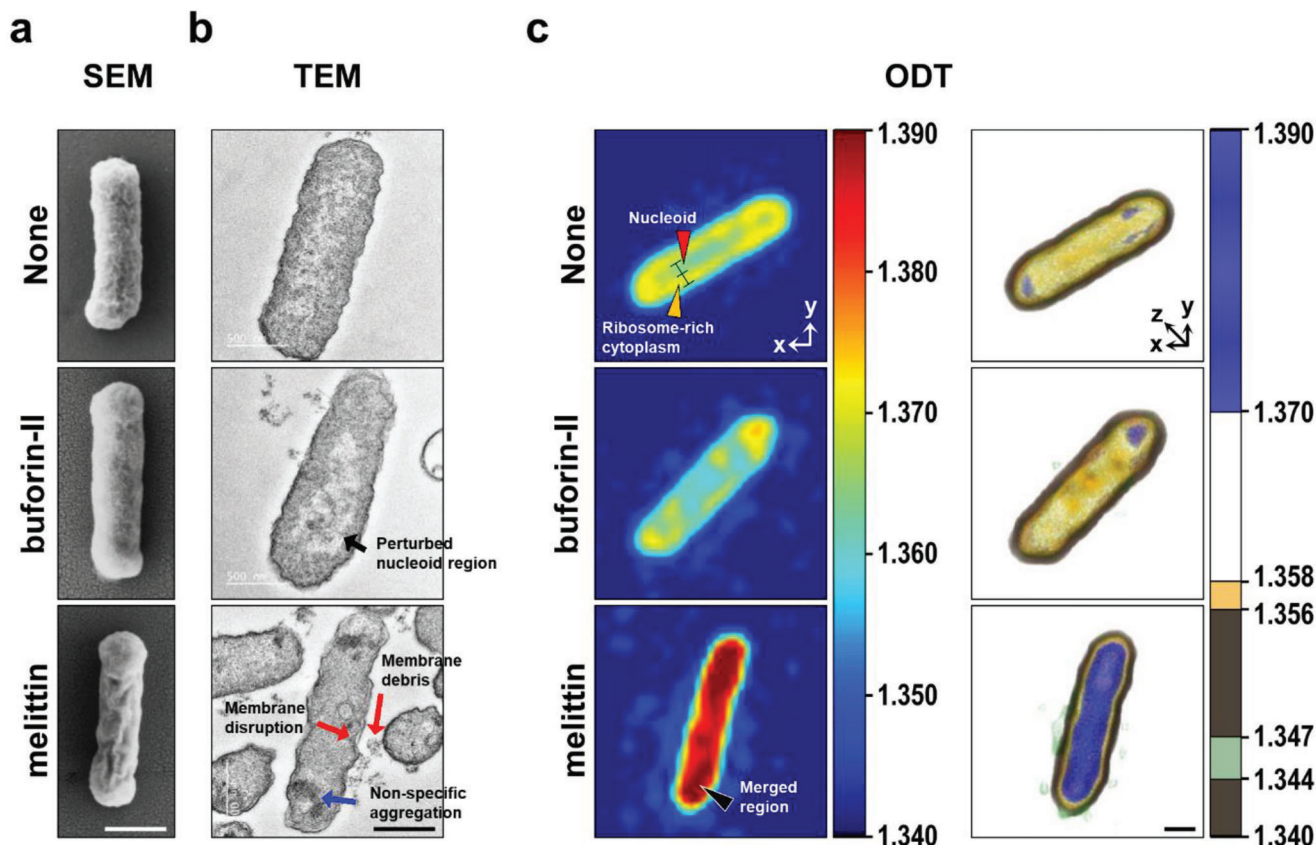 a
b
c
SEM
TEM
ODT
None
500 nm
Nucleoid
Ribosome-rich
cytoplasm
y
x
z
y
x
buforin-II
500 nm
Perturbed
nucleoid region
melittin
Membrane
debris
Membrane
disruption
Non-specific
aggregation
Merged
region
1.390
1.380
1.370
1.360
1.350
1.340
1.390
1.370
1.358
1.356
1.347
1.344
1.340